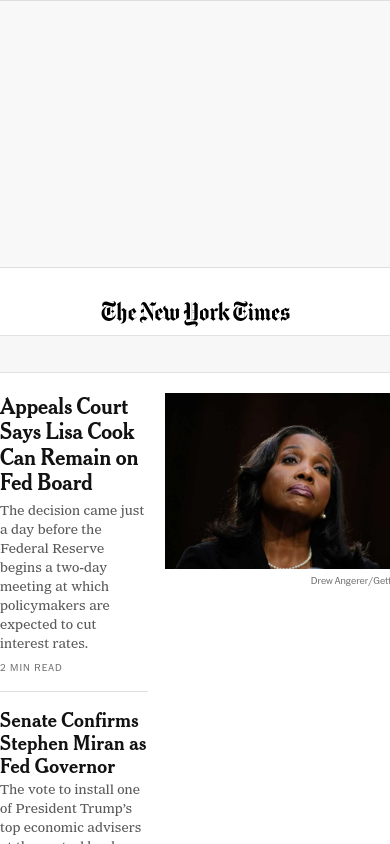 The New York Times
Appeals Court
Says Lisa Cook
Can Remain on
Fed Board
The decision came just
a day before the
Federal Reserve
begins a two-day
meeting at which
policymakers are
expected to cut
interest rates.
2 MIN READ
Drew Angerer/Gett
Senate Confirms
Stephen Miran as
Fed Governor
The vote to install one
of President Trump’s
top economic advisers